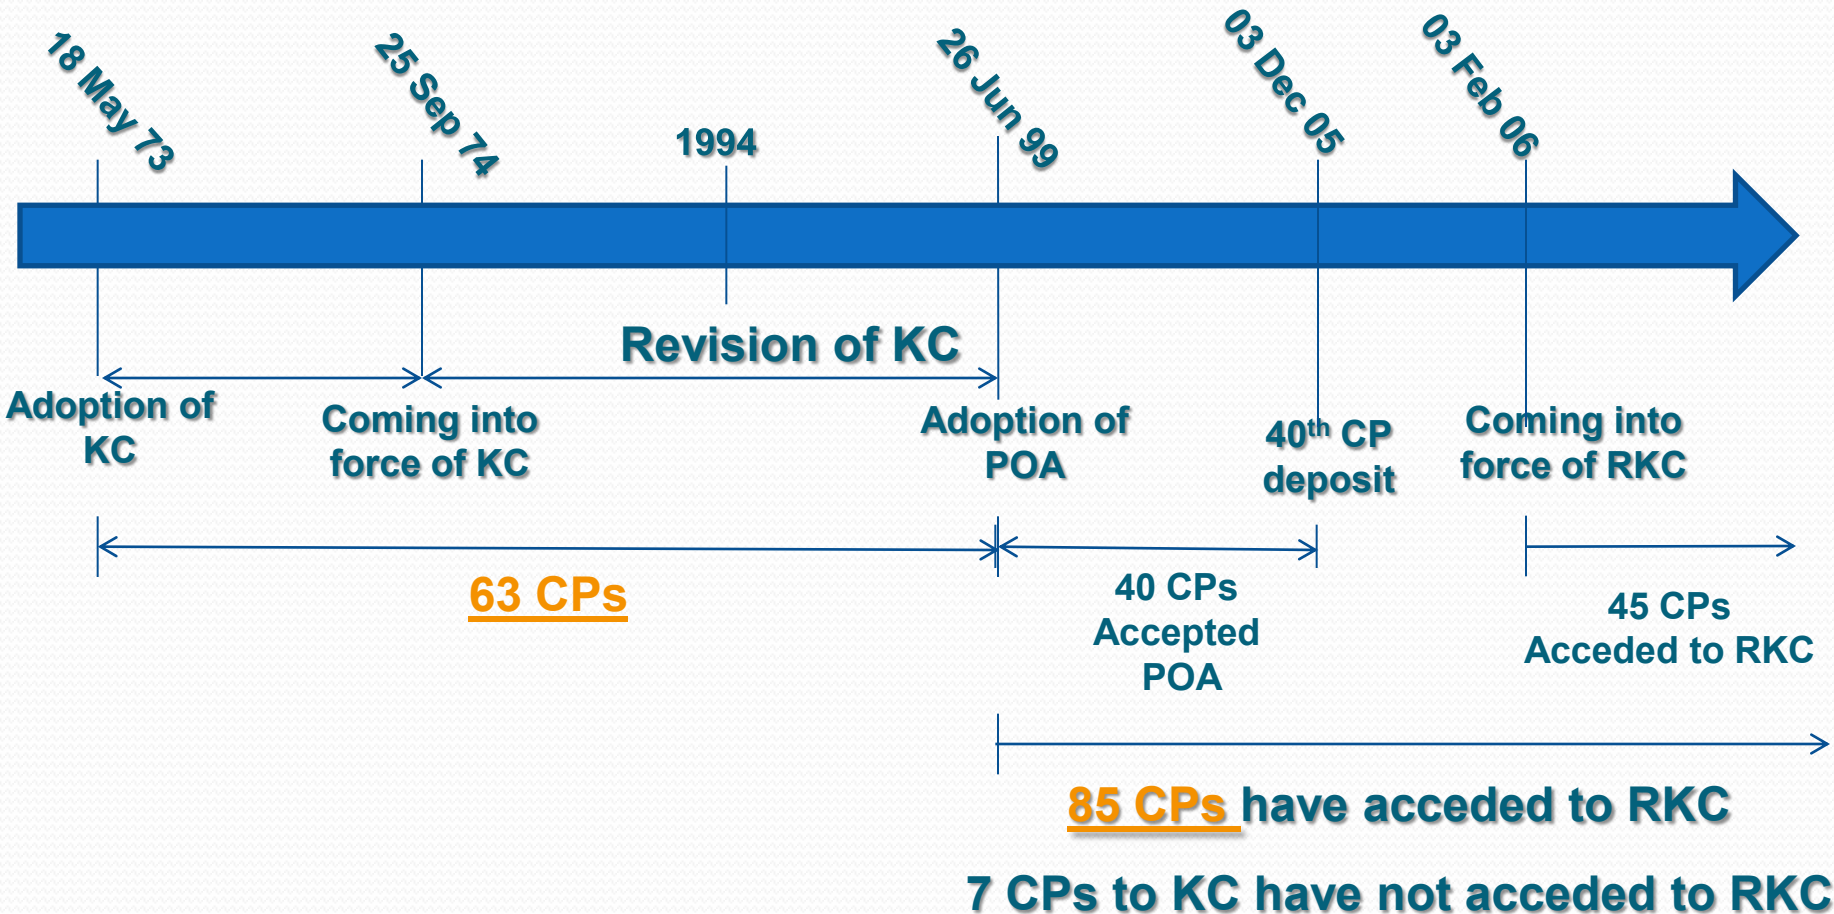 18 May 73
25 Sep 74
1994
26 Jun 99
03 Dec 05
03 Feb 06
Revision of KC
Adoption of
KC
Coming into
force of KC
Adoption of
POA
40th CP
deposit
Coming into
force of RKC
63 CPs
40 CPs
Accepted
POA
45 CPs
Acceded to RKC
85 CPs have acceded to RKC
7 CPs to KC have not acceded to RKC